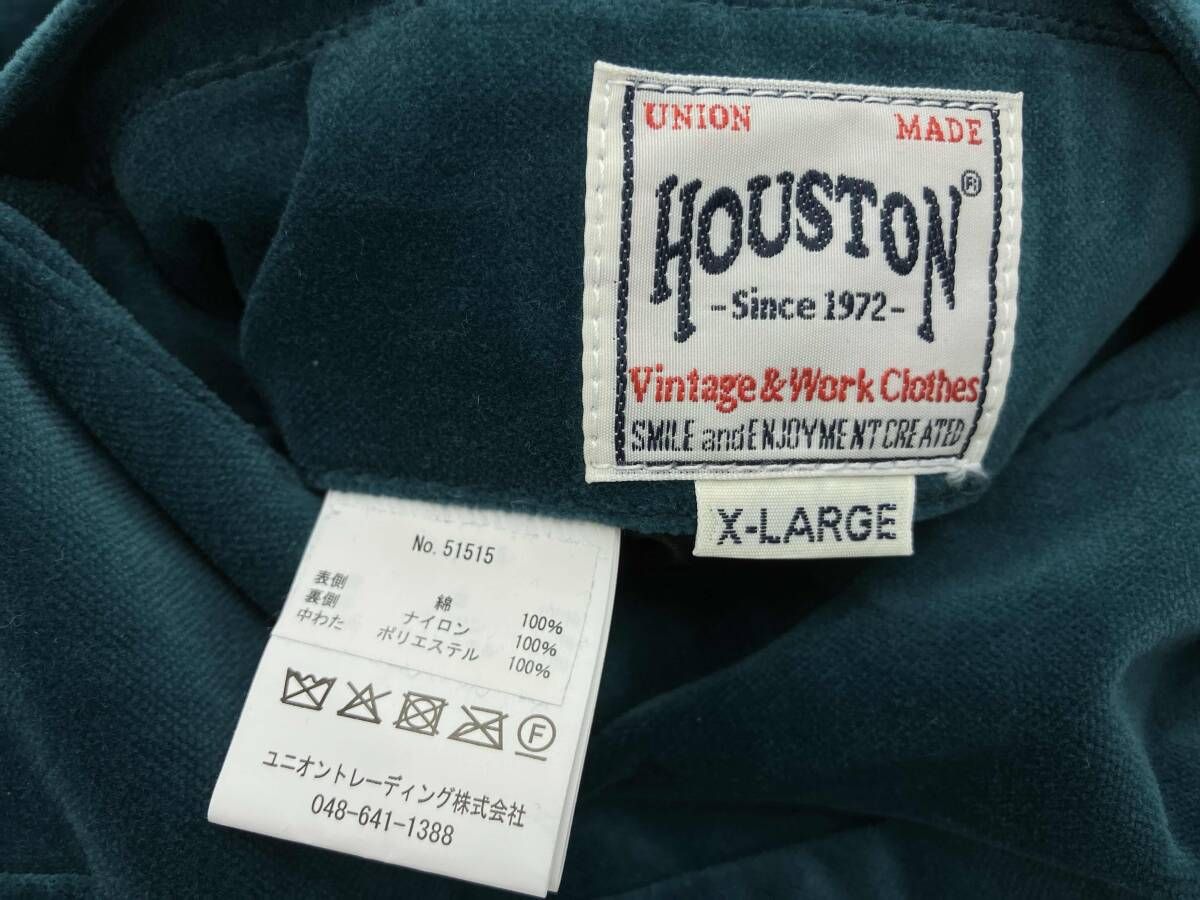 UNION MADE
HOUSTON®
-Since 1972-
Vintage&Work Clothes
SMILE and ENJOYMENT CREATED
X-LARGE
No. 51515
表側 綿 100%
裏側 ナイロン 100%
中わた ポリエステル 100%
F
ユニオントレーディング株式会社
048-641-1388